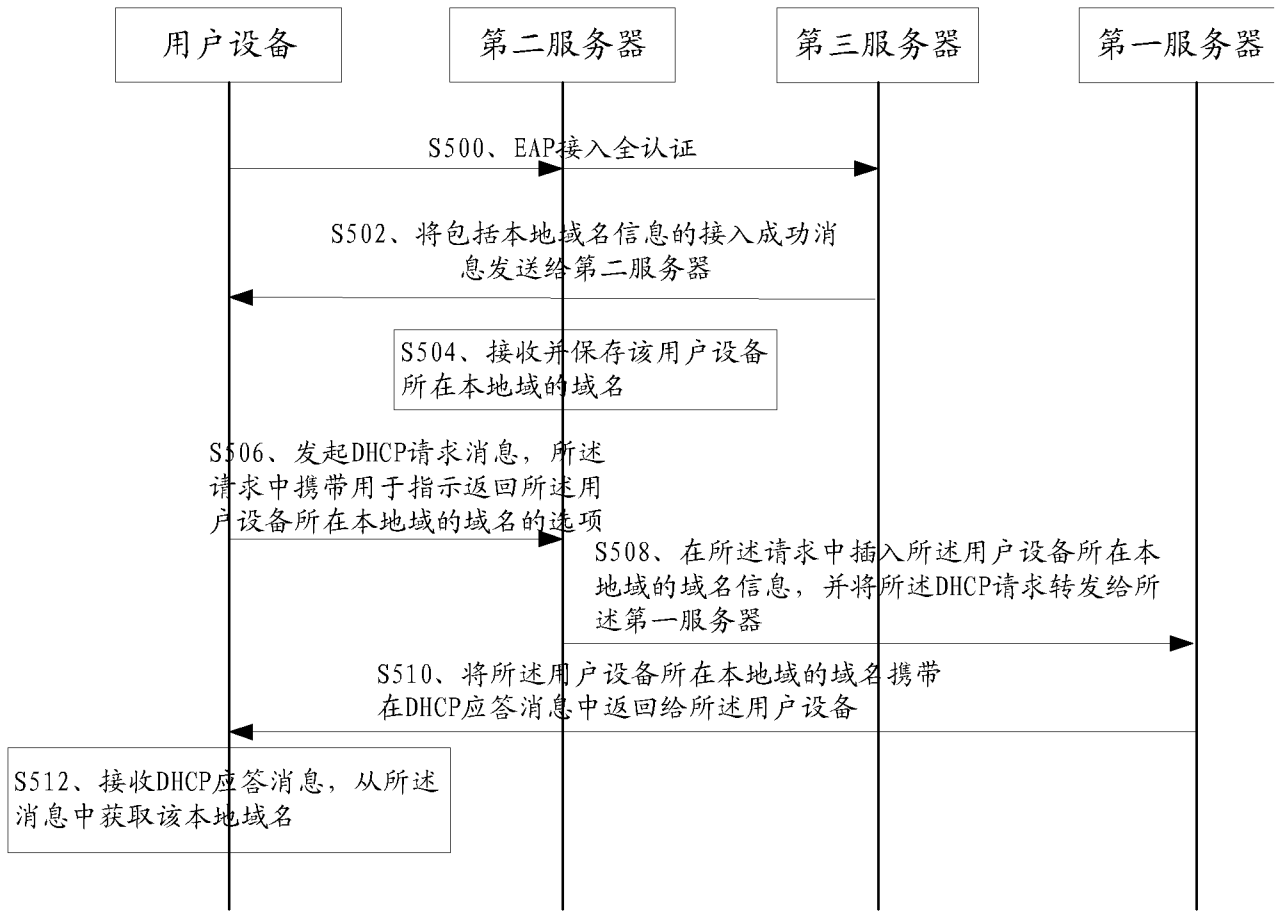 用户设备
第二服务器
第三服务器
第一服务器
S500、EAP接入全认证
S502、将包括本地域名信息的接入成功消
息发送给第二服务器
S504、接收并保存该用户设备
所在本地域的域名
S506、发起DHCP请求消息，所述
请求中携带用于指示返回所述用
户设备所在本地域的域名的选项
S508、在所述请求中插入所述用户设备所在本
地域的域名信息，并将所述DHCP请求转发给所
述第一服务器
S510、将所述用户设备所在本地域的域名携带
在DHCP应答消息中返回给所述用户设备
S512、接收DHCP应答消息，从所述
消息中获取该本地域名